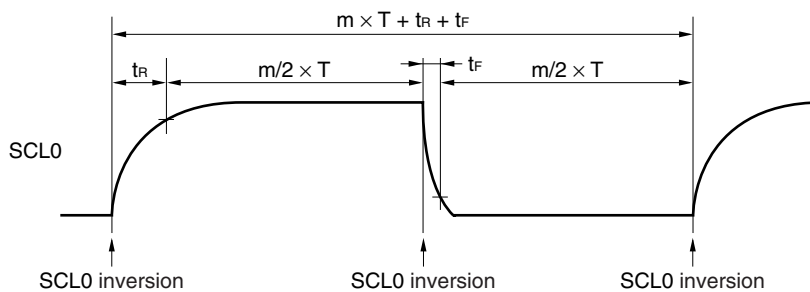 m × T + tR + tF
tR
m/2 × T
tF
m/2 × T
SCL0
SCL0 inversion
SCL0 inversion
SCL0 inversion